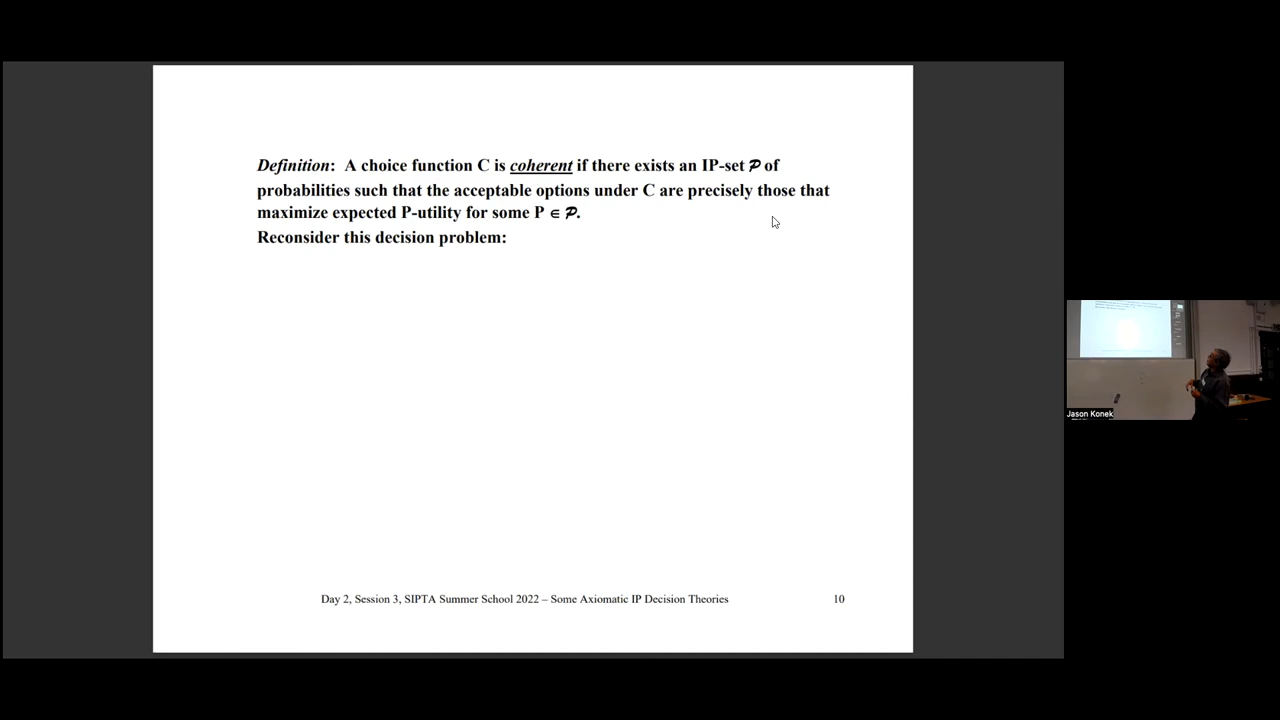 Definition: A choice function C is coherent if there exists an IP-set 𝓟 of
probabilities such that the acceptable options under C are precisely those that
maximize expected P-utility for some P ∈ 𝓟.
Reconsider this decision problem:
Jason Konek
Day 2, Session 3, SIPTA Summer School 2022 – Some Axiomatic IP Decision Theories
10